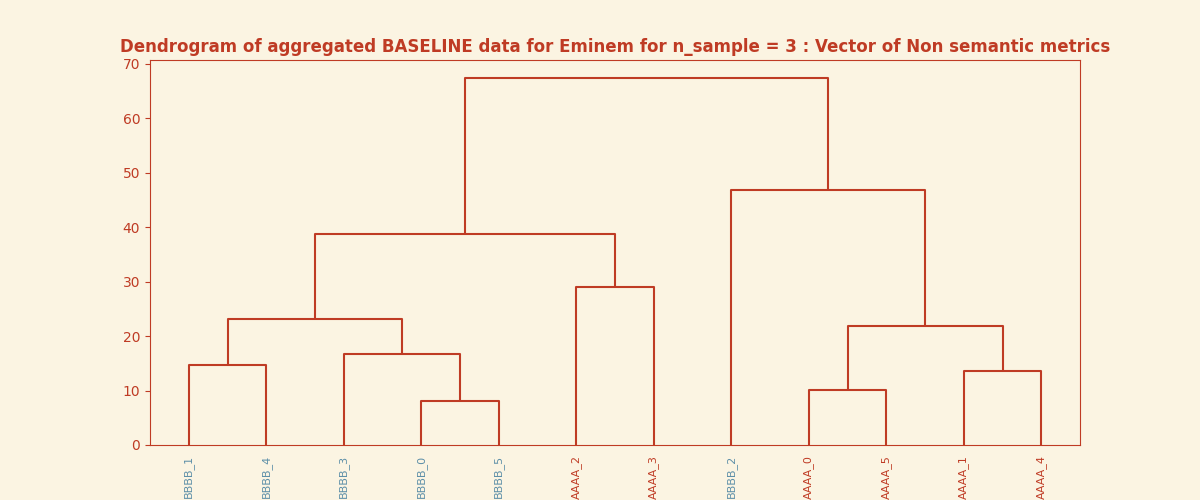 Dendrogram of aggregated BASELINE data for Eminem for n_sample = 3 : Vector of Non semantic metrics
70
60
50
40
30
20
10
0
BBBB_1
BBBB_4
BBBB_3
BBBB_0
BBBB_5
AAAA_2
AAAA_3
BBBB_2
AAAA_0
AAAA_5
AAAA_1
AAAA_4